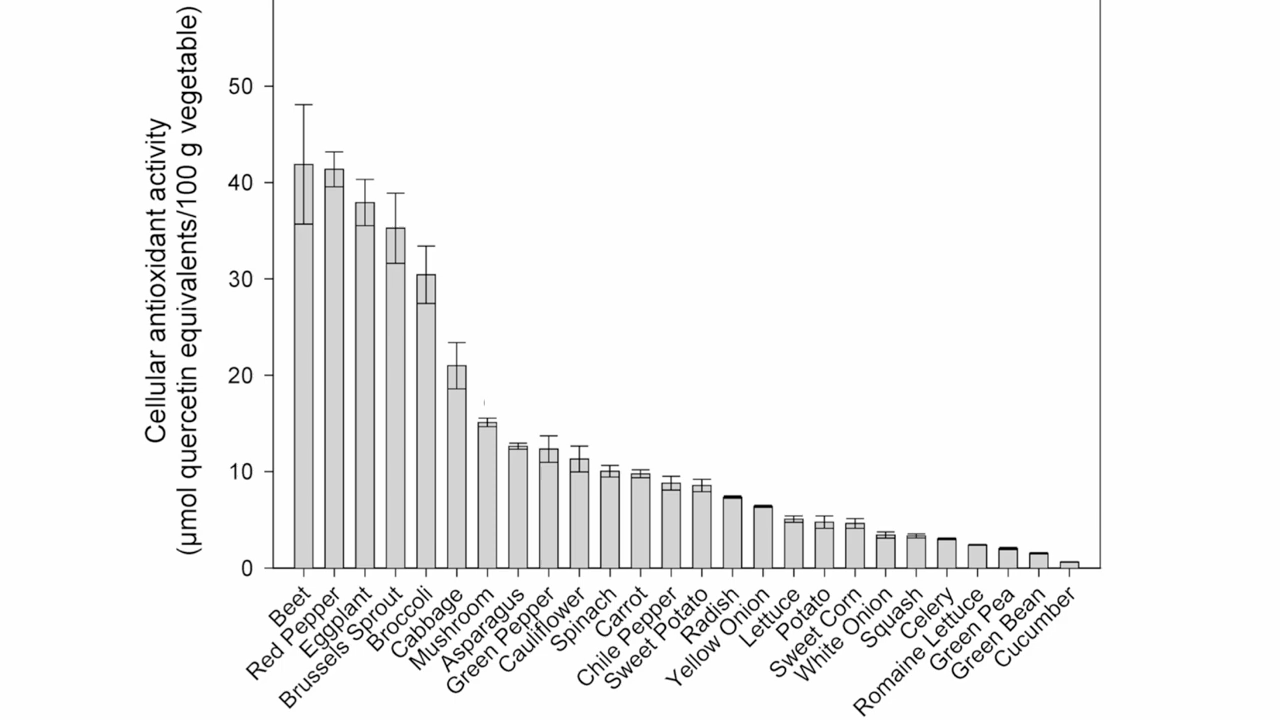 Cellular antioxidant activity
(µmol quercetin equivalents/100 g vegetable)
50
40
30
20
10
0
Beet
Red Pepper
Eggplant
Brussels Sprout
Broccoli
Cabbage
Mushroom
Asparagus
Green Pepper
Cauliflower
Spinach
Carrot
Chile Pepper
Sweet Potato
Radish
Yellow Onion
Lettuce
Potato
Sweet Corn
White Onion
Squash
Celery
Romaine Lettuce
Green Pea
Green Bean
Cucumber